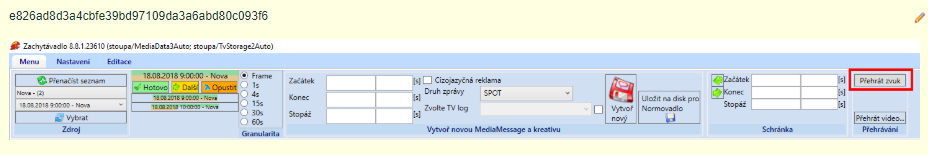 e826ad8d3a4cbfe39bd97109da3a6abd80c093f6
Zachytávadlo 8.8.1.23610 (stoupa/MediaData3Auto; stoupa/TvStorage2Auto)
Menu Nastavení Editace
Přenačíst seznam
Nova - (2)
18.08.2018 9:00:00 - Nova
Vybrat
Zdroj
18.08.2018 9:00:00 - Nova
Hotovo Další Opustit
18.08.2018 9:00:00 - Nova
18.08.2018 10:00:00 - Nova
Frame
1s
4s
15s
30s
60s
Granularita
Začátek [s]
Konec [s]
Stopáž [s]
Cizojazyčná reklama
Druh zprávy SPOT
Zvolte TV log
Vytvoř nový
Uložit na disk pro Normovadlo
Vytvoř novou MediaMessage a kreativu
Začátek [s]
Konec [s]
Stopáž [s]
Schránka
Přehrát zvuk
Přehrát video...
Přehrávání